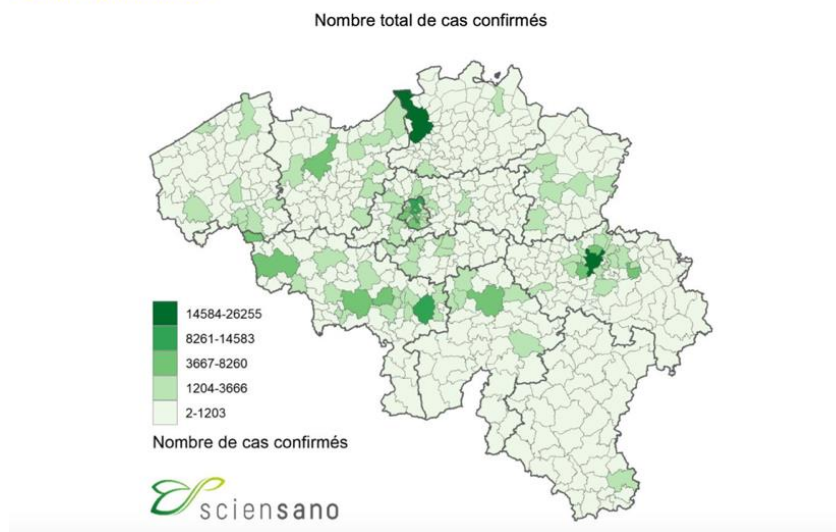 Nombre total de cas confirmés
14584-26255
8261-14583
3667-8260
1204-3666
2-1203
Nombre de cas confirmés
sciensano